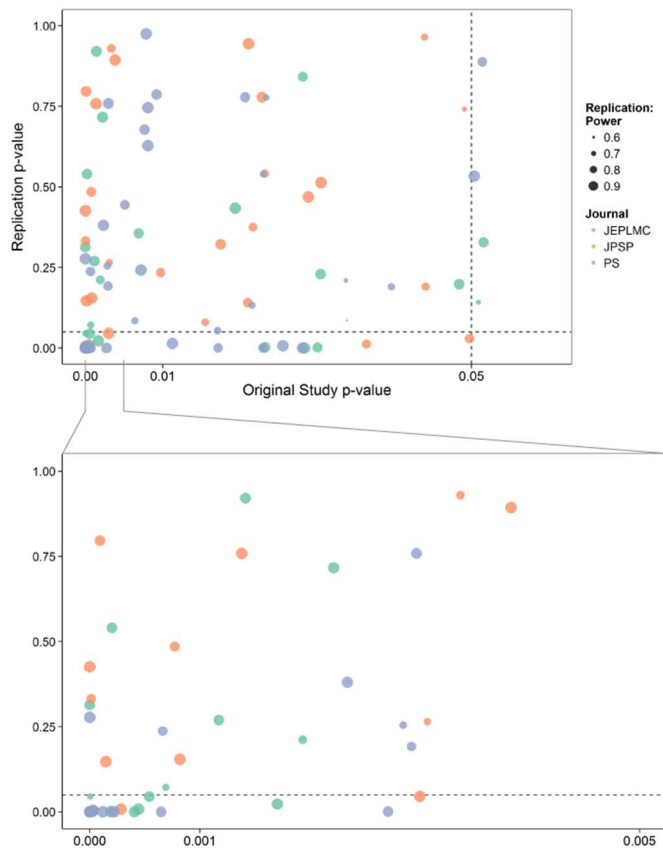 1.00
0.75
0.50
0.25
0.00
Replication p-value
0.00
0.01
0.05
Original Study p-value
Replication:
Power
0.6
0.7
0.8
0.9
Journal
JEPLMC
JPSP
PS
1.00
0.75
0.50
0.25
0.00
0.000
0.001
0.005